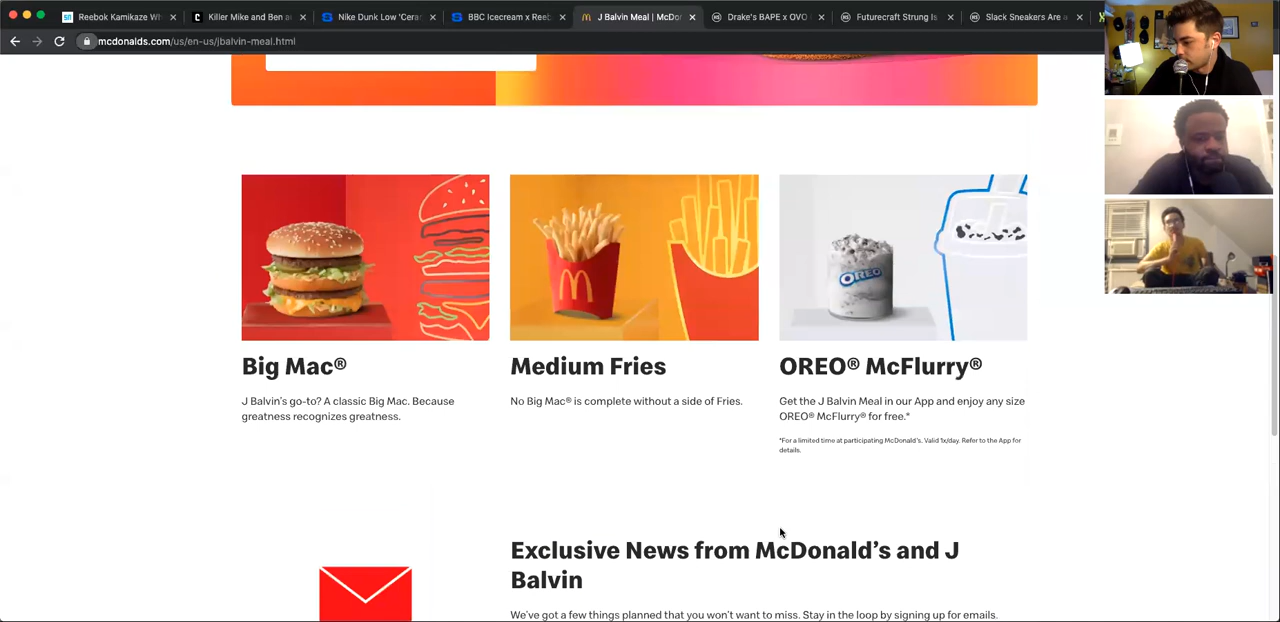 Reebok Kamikaze Wh
Killer Mike and Ben a
Nike Dunk Low 'Cera
BBC Icecream x Reeb
J Balvin Meal | McDo
Drake's BAPE x OVO
Futurecraft Strung Is
Slack Sneakers Are a
mcdonalds.com/us/en-us/jbalvin-meal.html
OREO
Big Mac®
J Balvin's go-to? A classic Big Mac. Because
greatness recognizes greatness.
Medium Fries
No Big Mac® is complete without a side of Fries.
OREO® McFlurry®
Get the J Balvin Meal in our App and enjoy any size
OREO® McFlurry® for free.*
*For a limited time at participating McDonald's. Valid 1x/day. Refer to the App for
details.
Exclusive News from McDonald's and J
Balvin
We've got a few things planned that you won't want to miss. Stay in the loop by signing up for emails.